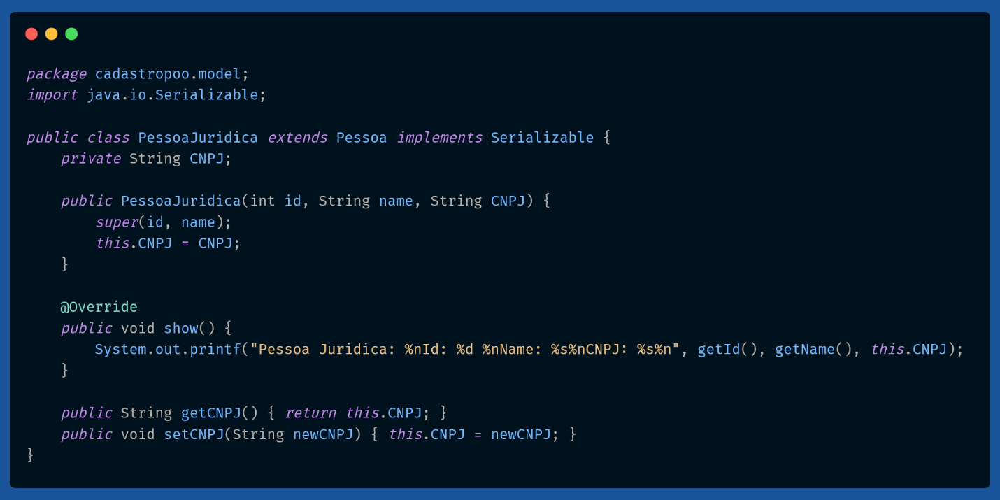 package cadastropoo.model;
import java.io.Serializable;

public class PessoaJuridica extends Pessoa implements Serializable {
    private String CNPJ;

    public PessoaJuridica(int id, String name, String CNPJ) {
        super(id, name);
        this.CNPJ = CNPJ;
    }

    @Override
    public void show() {
        System.out.printf("Pessoa Juridica: %nId: %d %nName: %s%nCNPJ: %s%n", getId(), getName(), this.CNPJ);
    }

    public String getCNPJ() { return this.CNPJ; }
    public void setCNPJ(String newCNPJ) { this.CNPJ = newCNPJ; }
}